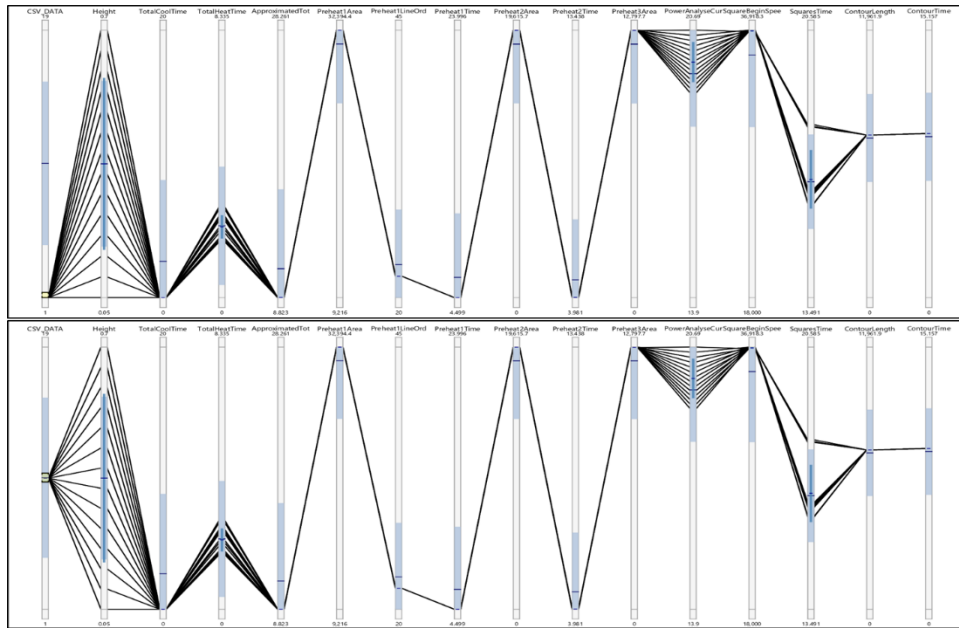 CSV_DATA Height TotalCoolTime TotalHeatTime ApproximatedTot Preheat1Area Preheat1LineOrd Preheat1Time Preheat2Area Preheat2Time Preheat3Area PowerAnalyseCur SquareBeginSpee SquaresTime ContourLength ContourTime
19 0.7 20 8.335 28.261 32,394.4 45 23.996 19,615.7 13.438 12,797.7 20.69 36,918.3 20.585 11,961.9 15.157
1 0.05 0 0 8.823 9,216 20 4.499 0 3.981 0 13.9 18,000 13.491 0 0
CSV_DATA Height TotalCoolTime TotalHeatTime ApproximatedTot Preheat1Area Preheat1LineOrd Preheat1Time Preheat2Area Preheat2Time Preheat3Area PowerAnalyseCur SquareBeginSpee SquaresTime ContourLength ContourTime
19 0.7 20 8.335 28.261 32,394.4 45 23.996 19,615.7 13.438 12,797.7 20.69 36,918.3 20.585 11,961.9 15.157
1 0.05 0 0 8.823 9,216 20 4.499 0 3.981 0 13.9 18,000 13.491 0 0